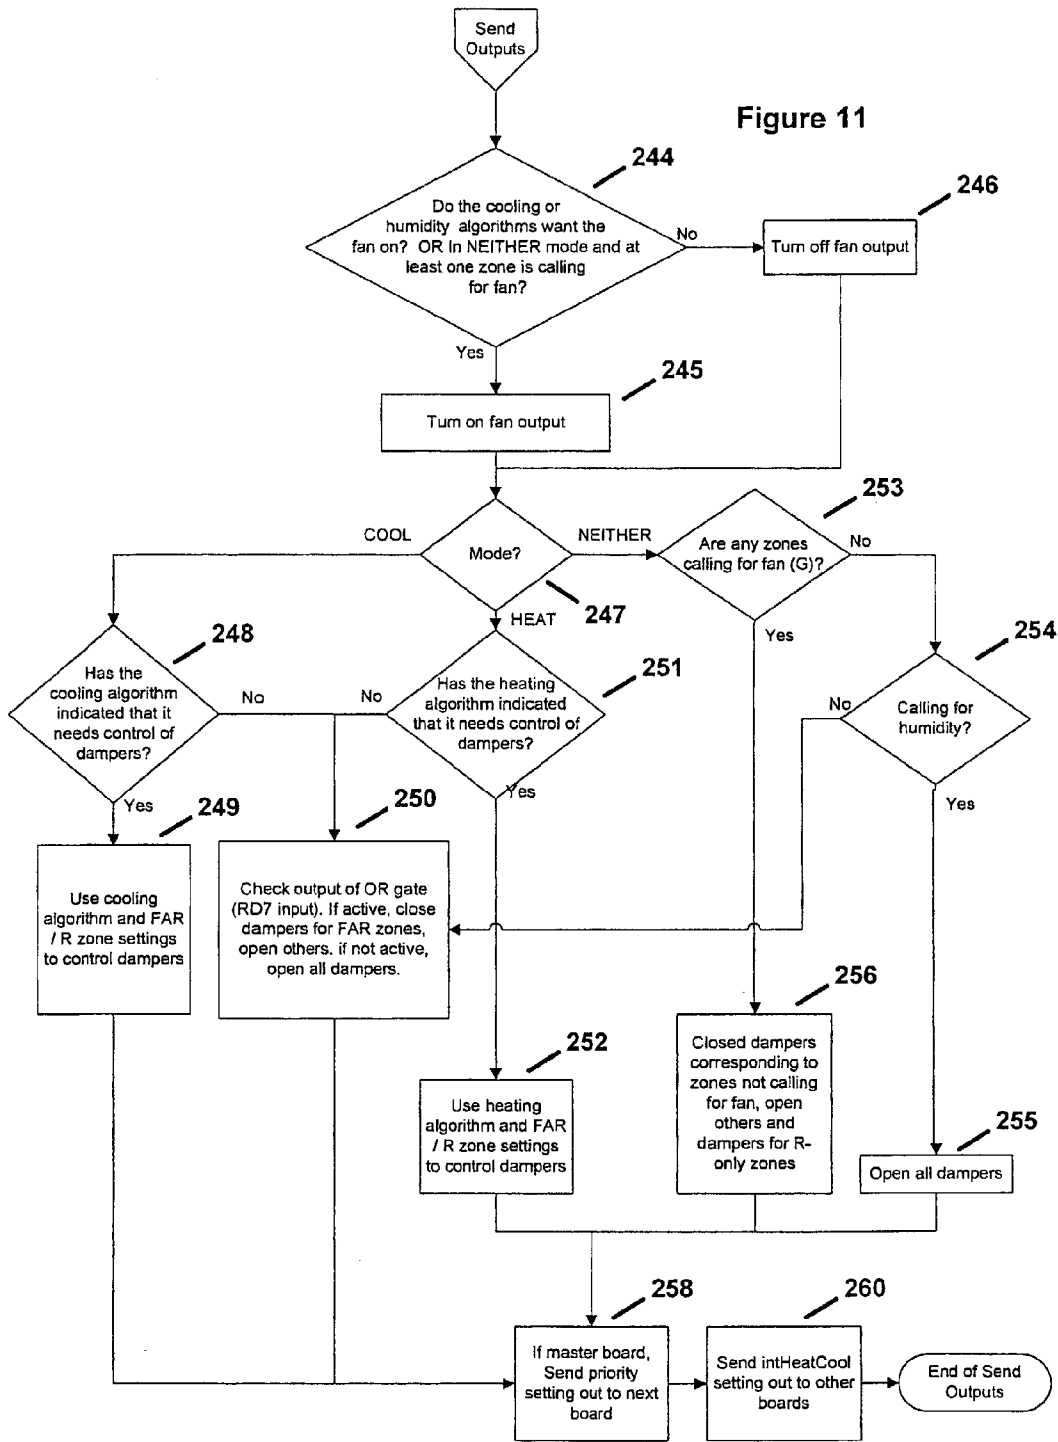 Send
Outputs
Figure 11
244
Do the cooling or
humidity algorithms want the
fan on? OR In NEITHER mode and at
least one zone is calling
for fan?
No
246
Turn off fan output
Yes
245
Turn on fan output
COOL
Mode?
NEITHER
247
HEAT
253
Are any zones
calling for fan (G)?
No
Yes
254
Calling for
humidity?
No
Yes
248
Has the
cooling algorithm
indicated that it
needs control of
dampers?
No
Yes
251
Has the heating
algorithm indicated
that it needs control of
dampers?
No
Yes
249
Use cooling
algorithm and FAR
/ R zone settings
to control dampers
250
Check output of OR gate
(RD7 input). If active, close
dampers for FAR zones,
open others. if not active,
open all dampers.
252
Use heating
algorithm and FAR
/ R zone settings
to control dampers
256
Closed dampers
corresponding to
zones not calling
for fan, open
others and
dampers for R-
only zones
255
Open all dampers
258
If master board,
Send priority
setting out to next
board
260
Send intHeatCool
setting out to other
boards
End of Send
Outputs